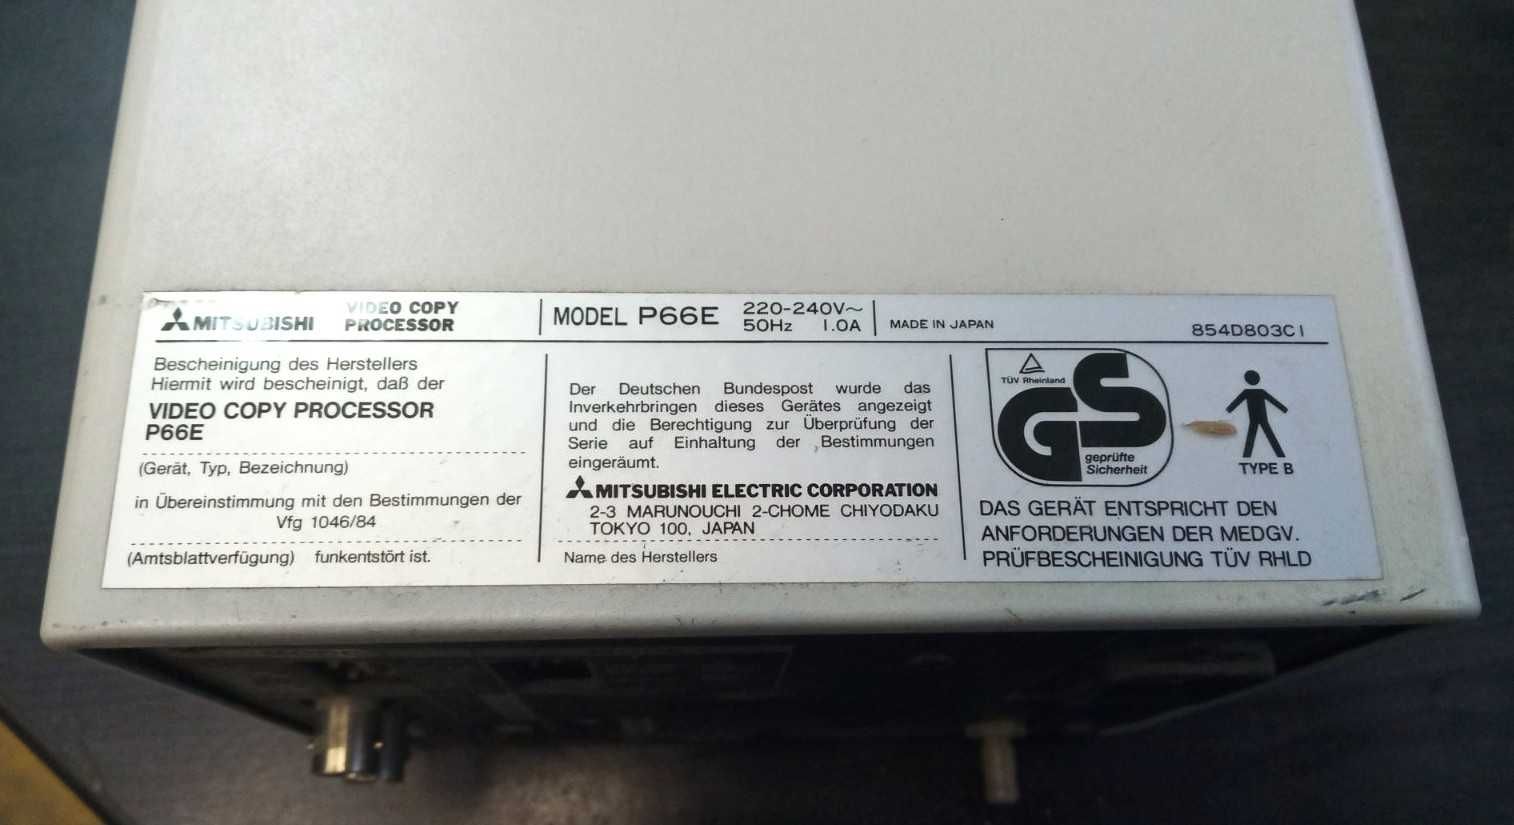 MITSUBISHI VIDEO COPY PROCESSOR
MODEL P66E
220-240V~
50Hz 1.0A
MADE IN JAPAN
854D803C1
Bescheinigung des Herstellers
Hiermit wird bescheinigt, daß der
VIDEO COPY PROCESSOR
P66E
(Gerät, Typ, Bezeichnung)
in Übereinstimmung mit den Bestimmungen der
Vfg 1046/84
(Amtsblattverfügung) funkentstört ist.
Der Deutschen Bundespost wurde das
Inverkehrbringen dieses Gerätes angezeigt
und die Berechtigung zur Überprüfung der
Serie auf Einhaltung der Bestimmungen
eingeräumt.
MITSUBISHI ELECTRIC CORPORATION
2-3 MARUNOUCHI 2-CHOME CHIYODAKU
TOKYO 100, JAPAN
Name des Herstellers
TÜV Rheinland
GS
geprüfte
Sicherheit
TYPE B
DAS GERÄT ENTSPRICHT DEN
ANFORDERUNGEN DER MEDGV.
PRÜFBESCHEINIGUNG TÜV RHLD